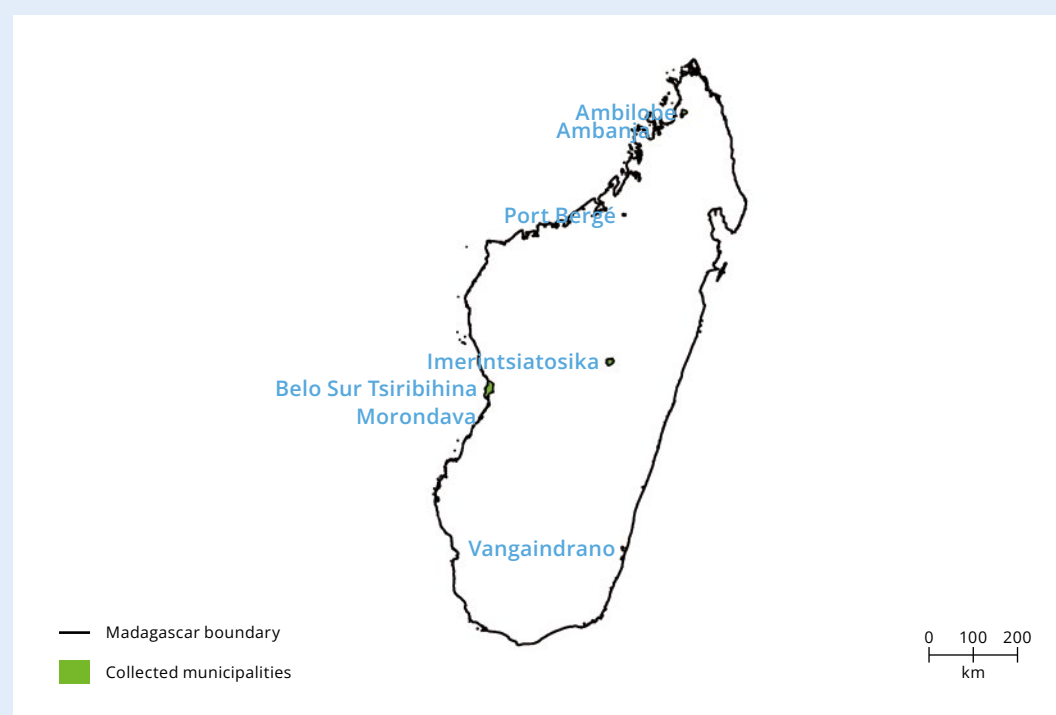 Ambilobe
Ambanja
Port Bergé
Imerintsiatosika
Belo Sur Tsiribihina
Morondava
Vangaindrano
Madagascar boundary
Collected municipalities
0 100 200
km